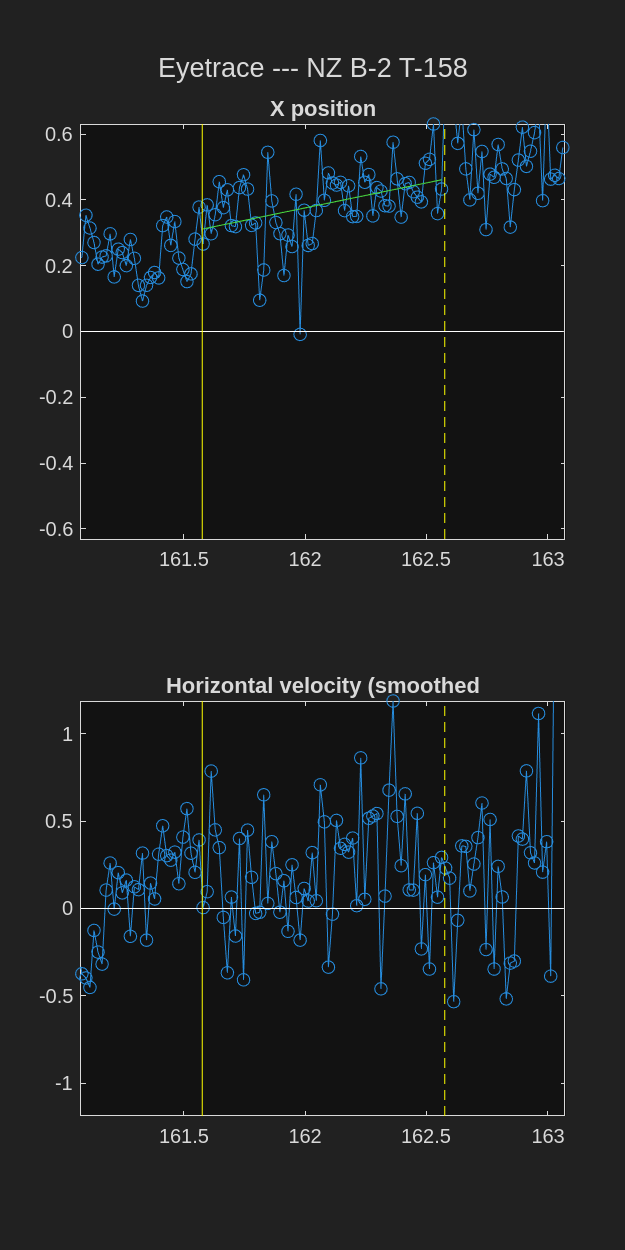 Eyetrace --- NZ B-2 T-158
X position
0.6
0.4
0.2
0
-0.2
-0.4
-0.6
161.5 162 162.5 163
Horizontal velocity (smoothed
1
0.5
0
-0.5
-1
161.5 162 162.5 163